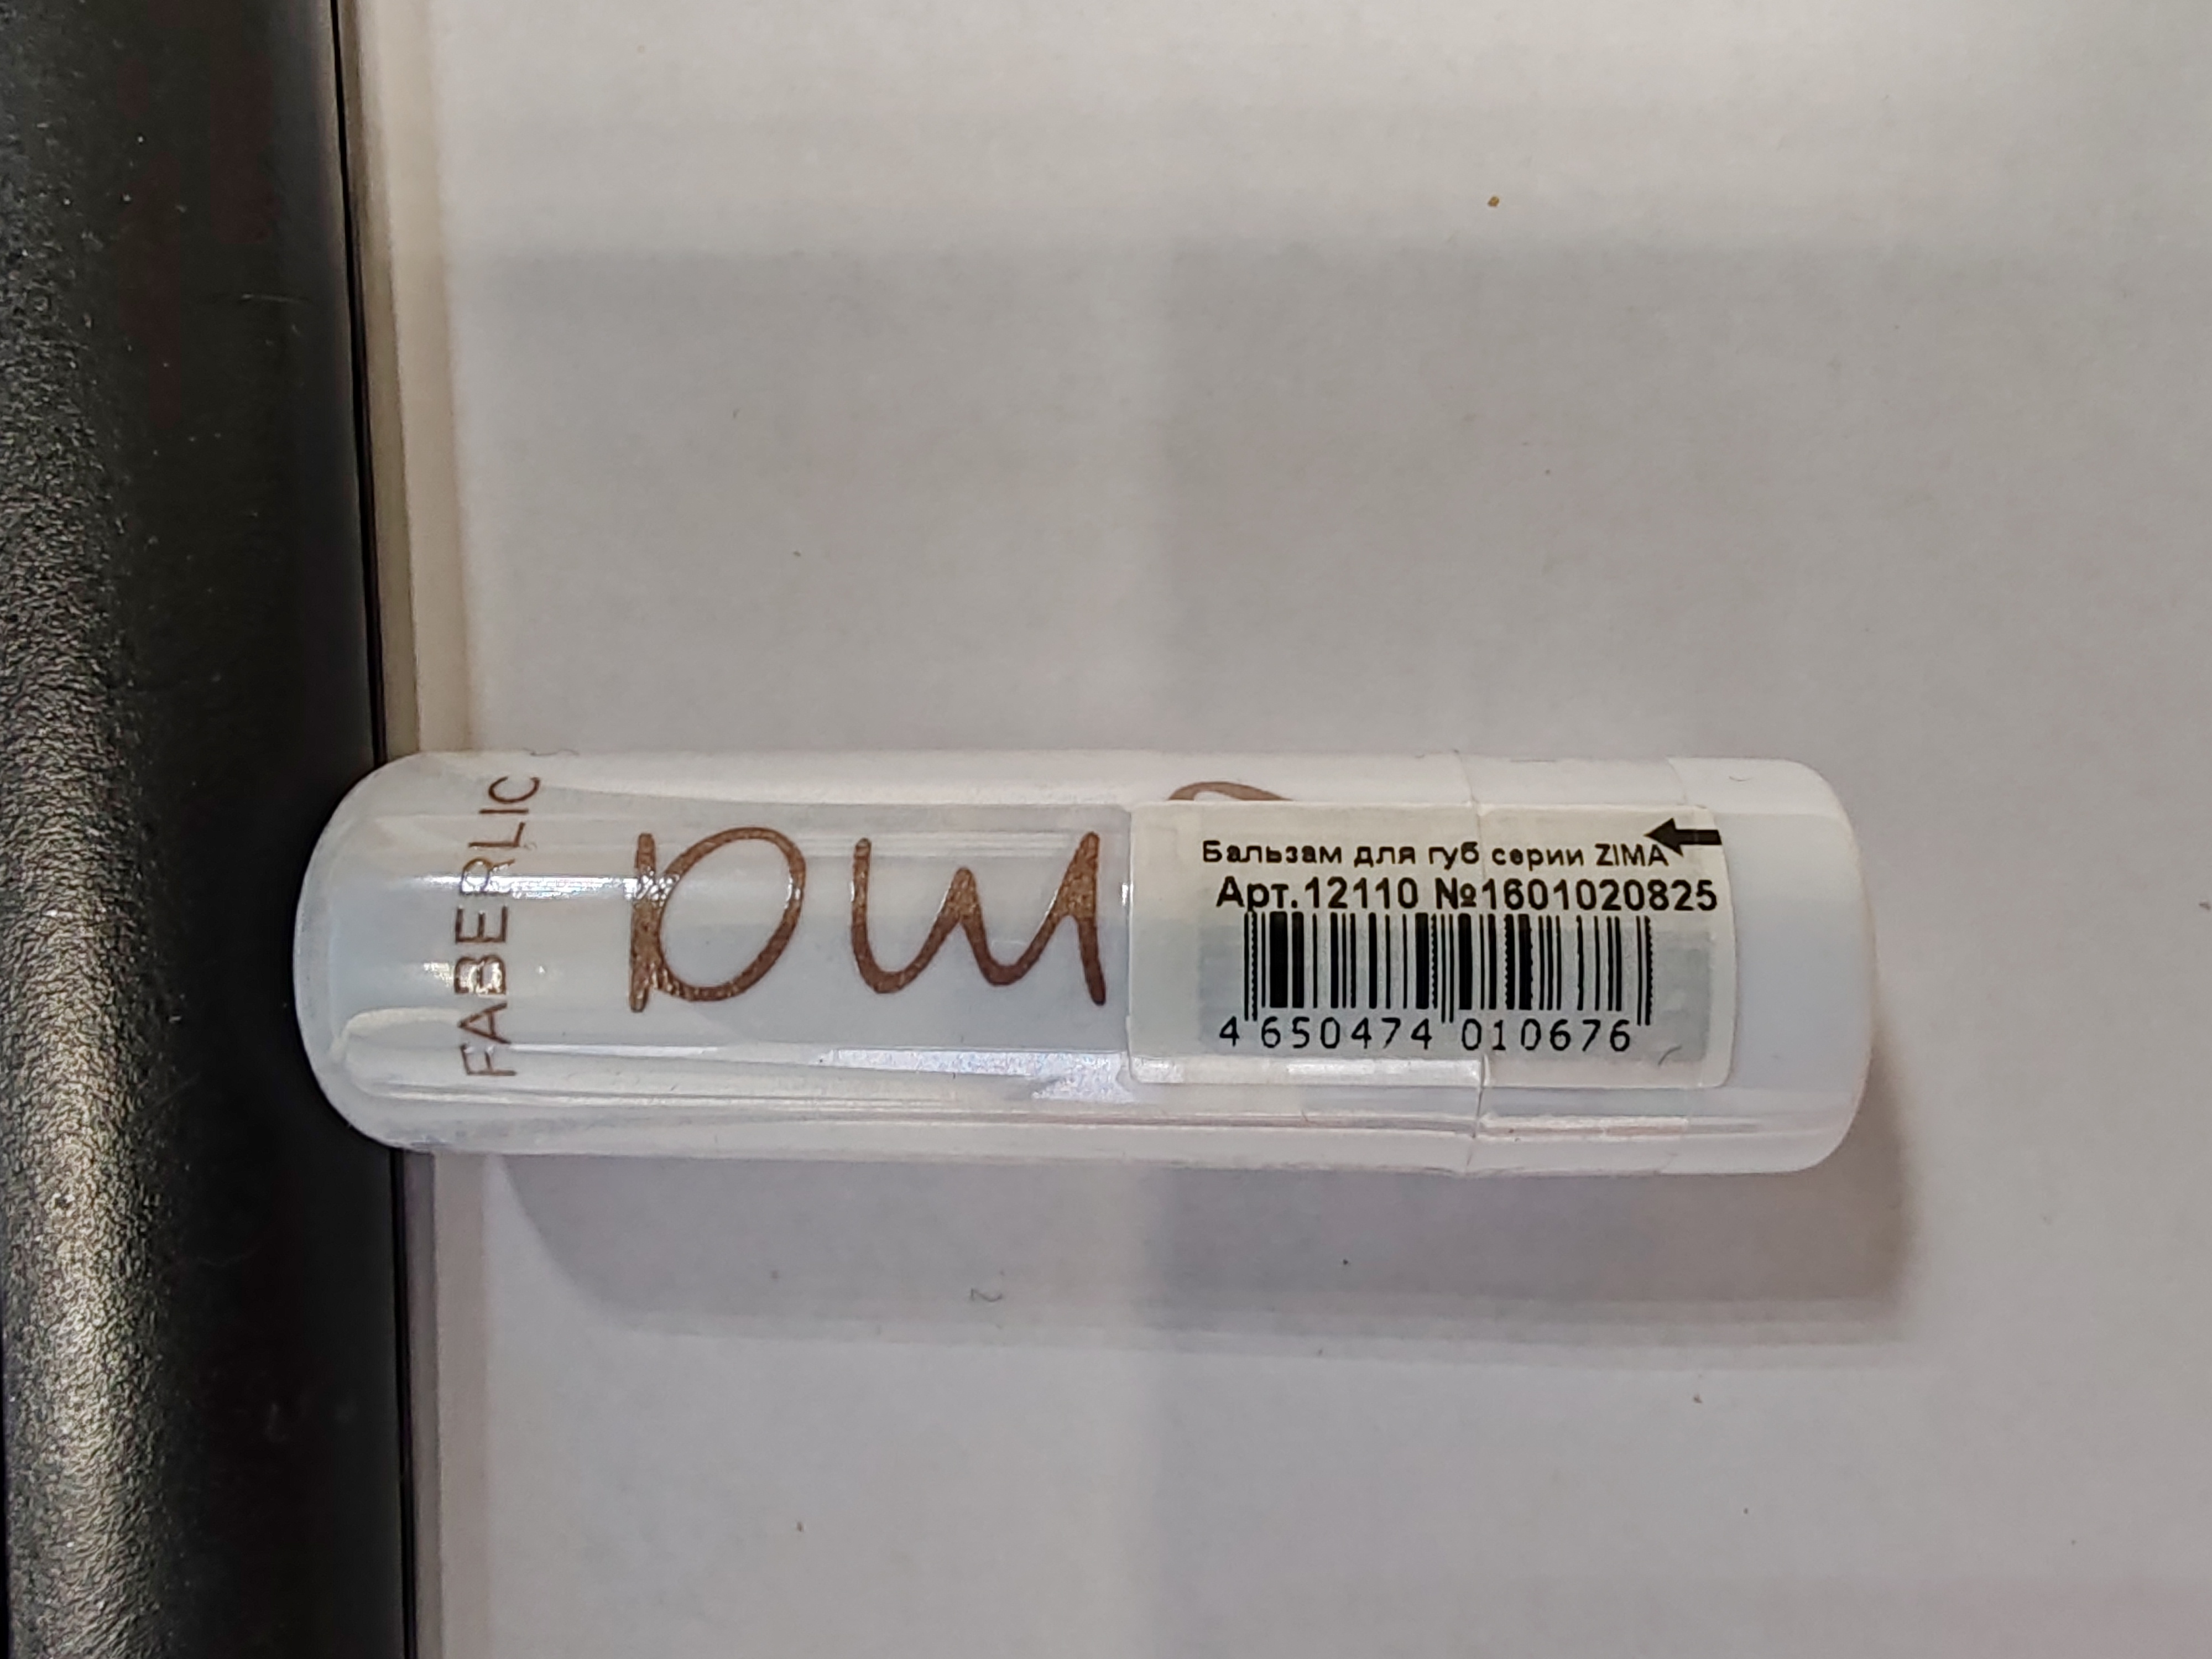 FABERLIC
Бальзам для губ серии ZIMA
Арт.12110 №1601020825
4 650474 010676